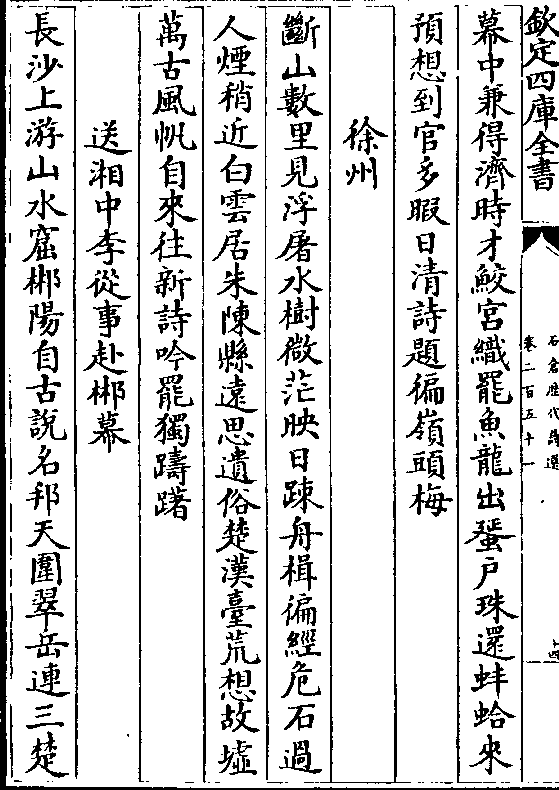 欽定四庫全書
石倉歷代詩選
卷二百五十一
十四
幕中兼得濟時才鮫宮織罷魚龍出蜑戶珠還蚌蛤來
預想到官多暇日清詩題徧嶺頭梅
徐州
斷山數里見浮屠水樹微茫映日踈舟楫徧經危石過
人煙稍近白雲居朱陳縣遠思遺俗楚漢臺荒想故墟
萬古風帆自來往新詩吟罷獨躊躇
送湘中李從事赴郴幕
長沙上游山水窟郴陽自古說名邦天圍翠岳連三楚